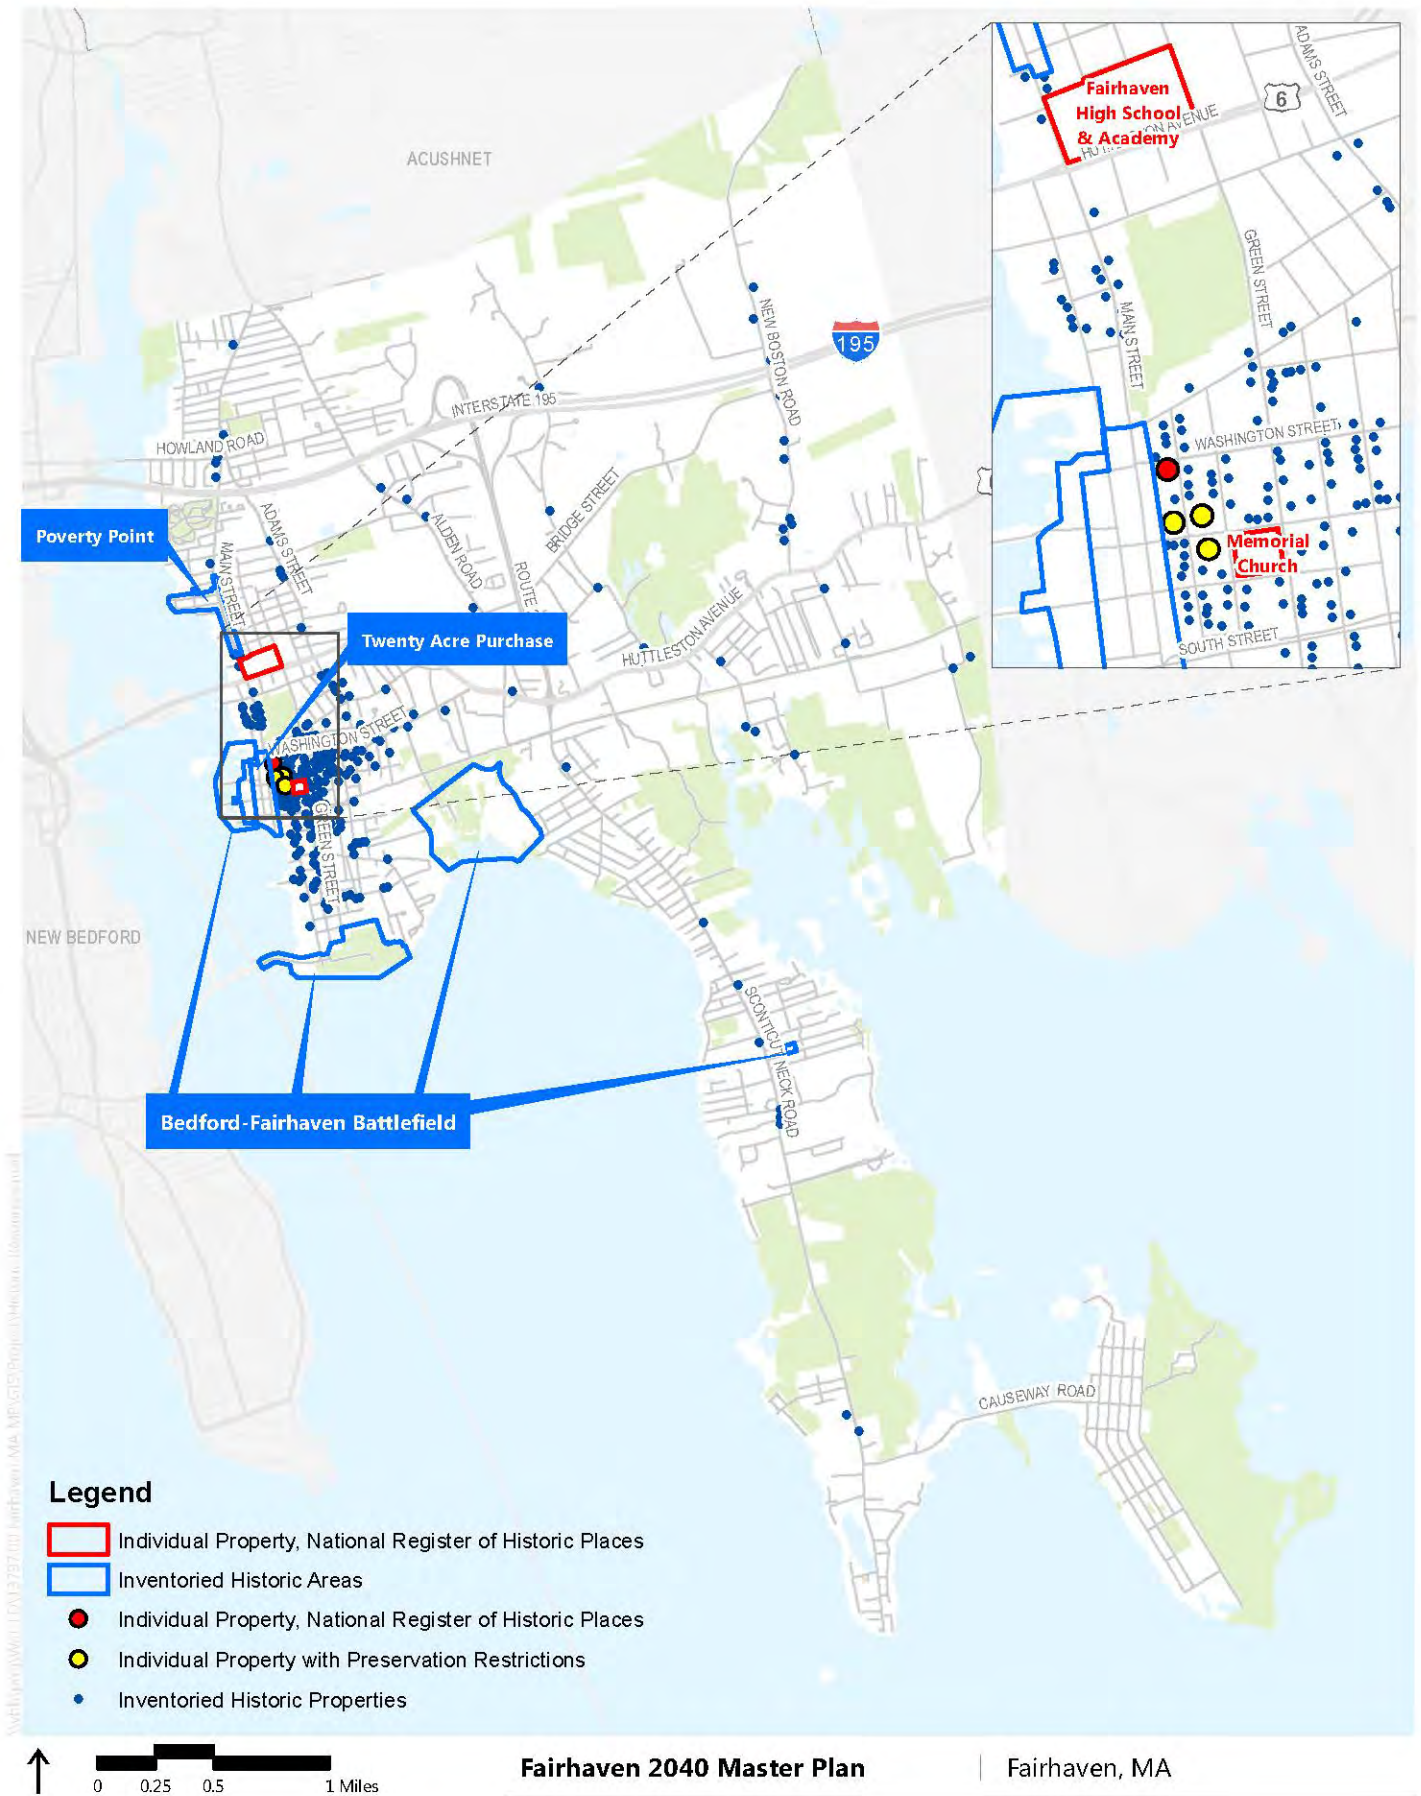 ACUSHNET
Fairhaven
High School
& Academy
HUTTLESTON AVENUE
6
ADAMS STREET
GREEN STREET
MAIN STREET
WASHINGTON STREET
Memorial
Church
SOUTH STREET
195
NEW BOSTON ROAD
INTERSTATE 195
HOWLAND ROAD
ADAMS STREET
ALDEN ROAD
BRIDGE STREET
ROUTE
Poverty Point
MAIN STREET
Twenty Acre Purchase
HUTTLESTON AVENUE
WASHINGTON STREET
GREEN STREET
NEW BEDFORD
SCONTICUT NECK ROAD
Bedford-Fairhaven Battlefield
CAUSEWAY ROAD
Legend
Individual Property, National Register of Historic Places
Inventoried Historic Areas
Individual Property, National Register of Historic Places
Individual Property with Preservation Restrictions
Inventoried Historic Properties
0 0.25 0.5 1 Miles
Fairhaven 2040 Master Plan
Fairhaven, MA